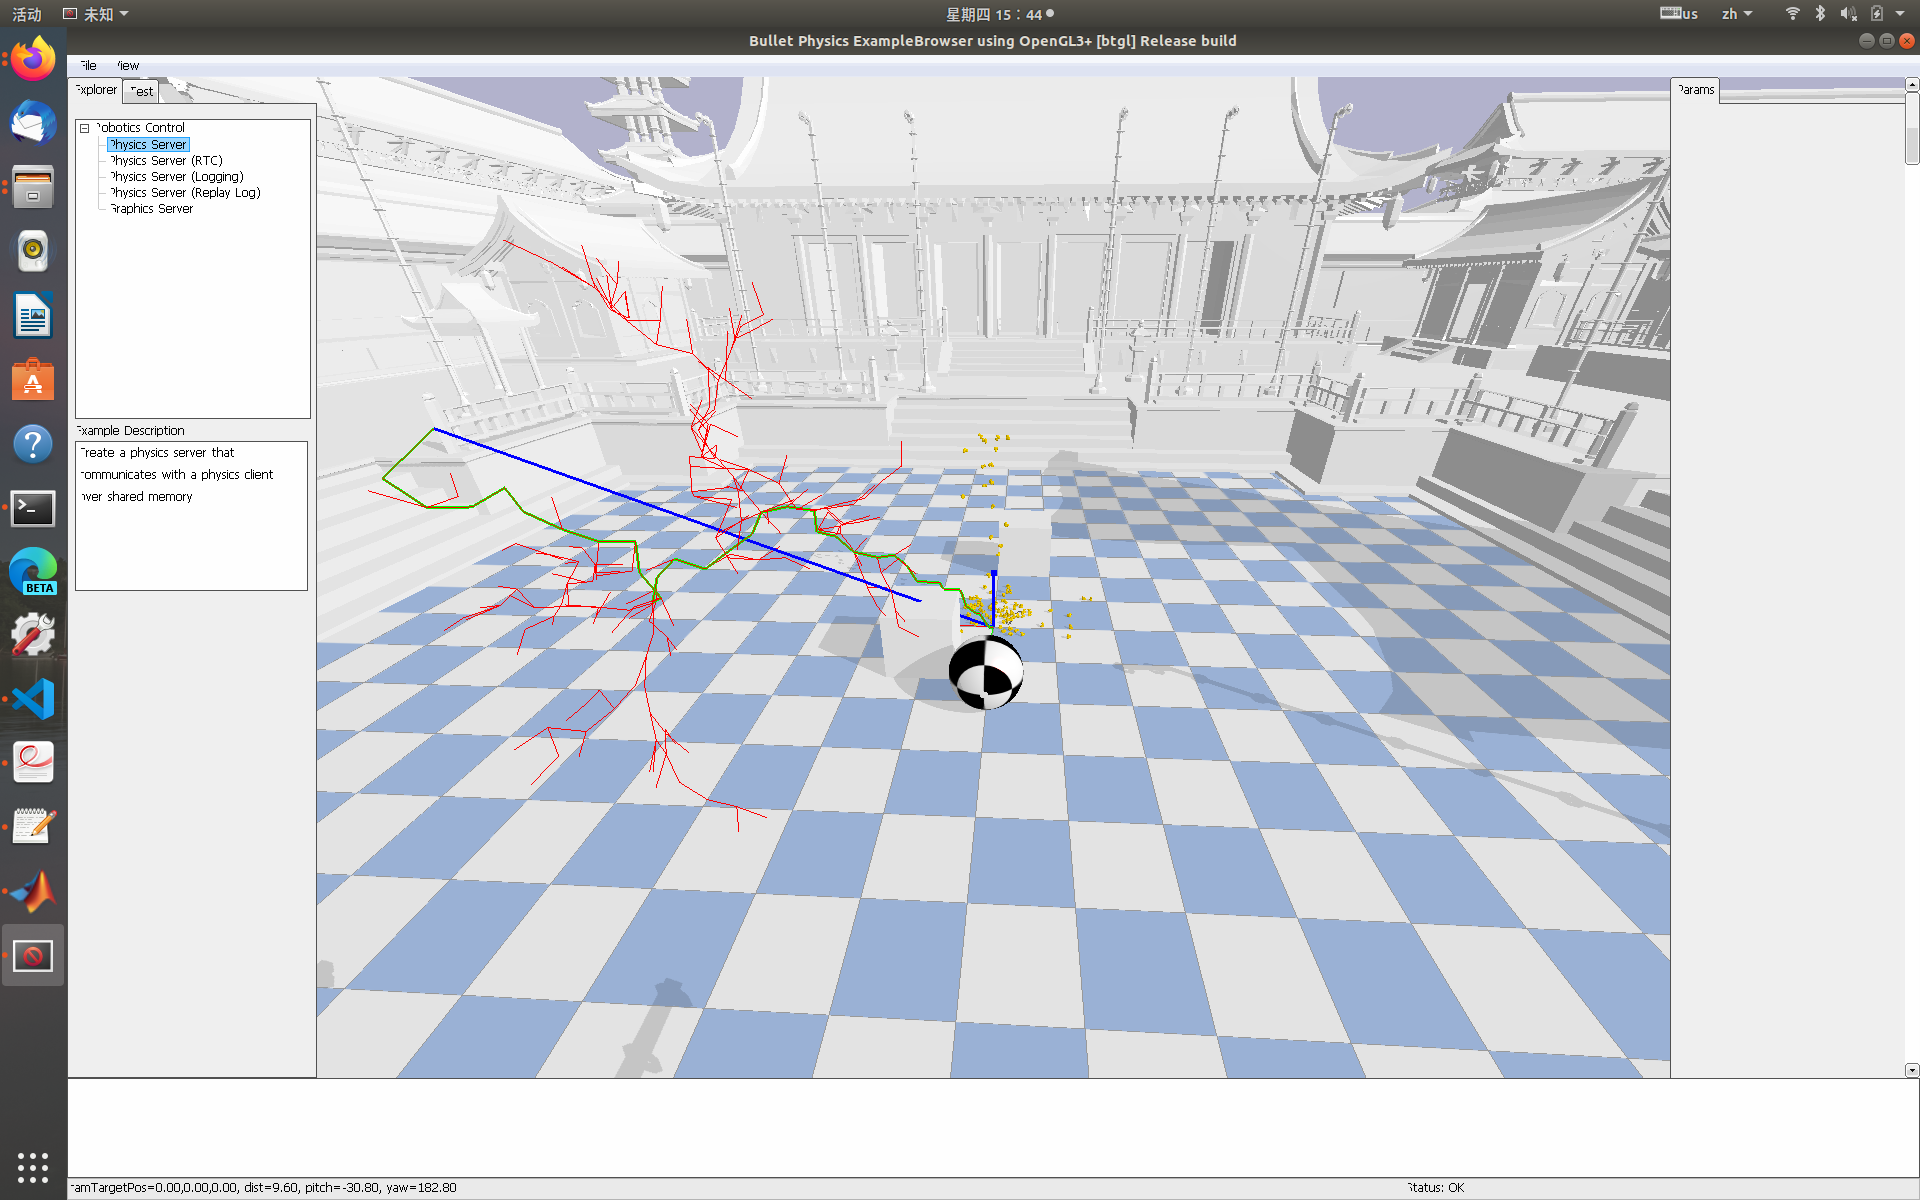 活动
未知
星期四 15：44
us
zh
Bullet Physics ExampleBrowser using OpenGL3+ [btgl] Release build
File
View
Explorer
Test
Params
Robotics Control
Physics Server
Physics Server (RTC)
Physics Server (Logging)
Physics Server (Replay Log)
Graphics Server
Example Description
Create a physics server that
communicates with a physics client
over shared memory
BETA
camTargetPos=0.00,0.00,0.00, dist=9.60, pitch=-30.80, yaw=182.80
Status: OK